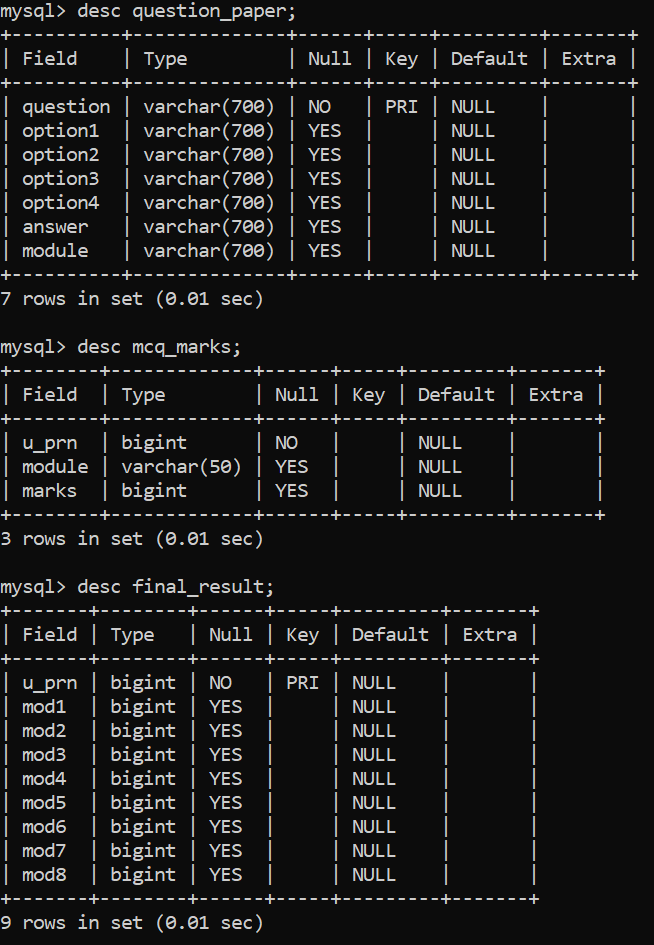 mysql> desc question_paper;
+----------+--------------+------+-----+---------+-------+
| Field    | Type         | Null | Key | Default | Extra |
+----------+--------------+------+-----+---------+-------+
| question | varchar(700) | NO   | PRI | NULL    |       |
| option1  | varchar(700) | YES  |     | NULL    |       |
| option2  | varchar(700) | YES  |     | NULL    |       |
| option3  | varchar(700) | YES  |     | NULL    |       |
| option4  | varchar(700) | YES  |     | NULL    |       |
| answer   | varchar(700) | YES  |     | NULL    |       |
| module   | varchar(700) | YES  |     | NULL    |       |
+----------+--------------+------+-----+---------+-------+
7 rows in set (0.01 sec)

mysql> desc mcq_marks;
+--------+-------------+------+-----+---------+-------+
| Field  | Type        | Null | Key | Default | Extra |
+--------+-------------+------+-----+---------+-------+
| u_prn  | bigint      | NO   |     | NULL    |       |
| module | varchar(50) | YES  |     | NULL    |       |
| marks  | bigint      | YES  |     | NULL    |       |
+--------+-------------+------+-----+---------+-------+
3 rows in set (0.01 sec)

mysql> desc final_result;
+-------+--------+------+-----+---------+-------+
| Field | Type   | Null | Key | Default | Extra |
+-------+--------+------+-----+---------+-------+
| u_prn | bigint | NO   | PRI | NULL    |       |
| mod1  | bigint | YES  |     | NULL    |       |
| mod2  | bigint | YES  |     | NULL    |       |
| mod3  | bigint | YES  |     | NULL    |       |
| mod4  | bigint | YES  |     | NULL    |       |
| mod5  | bigint | YES  |     | NULL    |       |
| mod6  | bigint | YES  |     | NULL    |       |
| mod7  | bigint | YES  |     | NULL    |       |
| mod8  | bigint | YES  |     | NULL    |       |
+-------+--------+------+-----+---------+-------+
9 rows in set (0.01 sec)